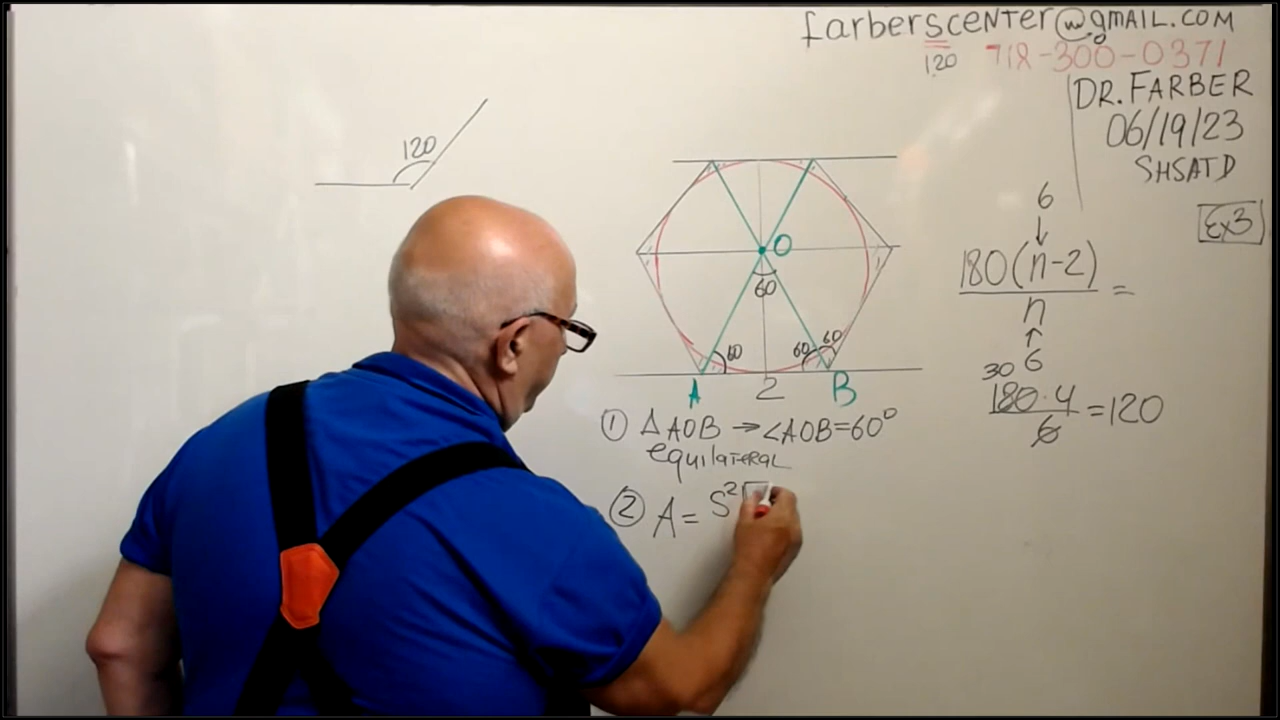 farberscenter@gmail.com
718-300-0371
120
DR. FARBER
06/19/23
SHSATD
Ex3
120
6
↓
180(n-2)
n
=
↑
6
30
180·4
6
=120
O
60
60
60
60
A
2
B
① △AOB → ∠AOB=60°
equilateral
② A = S²